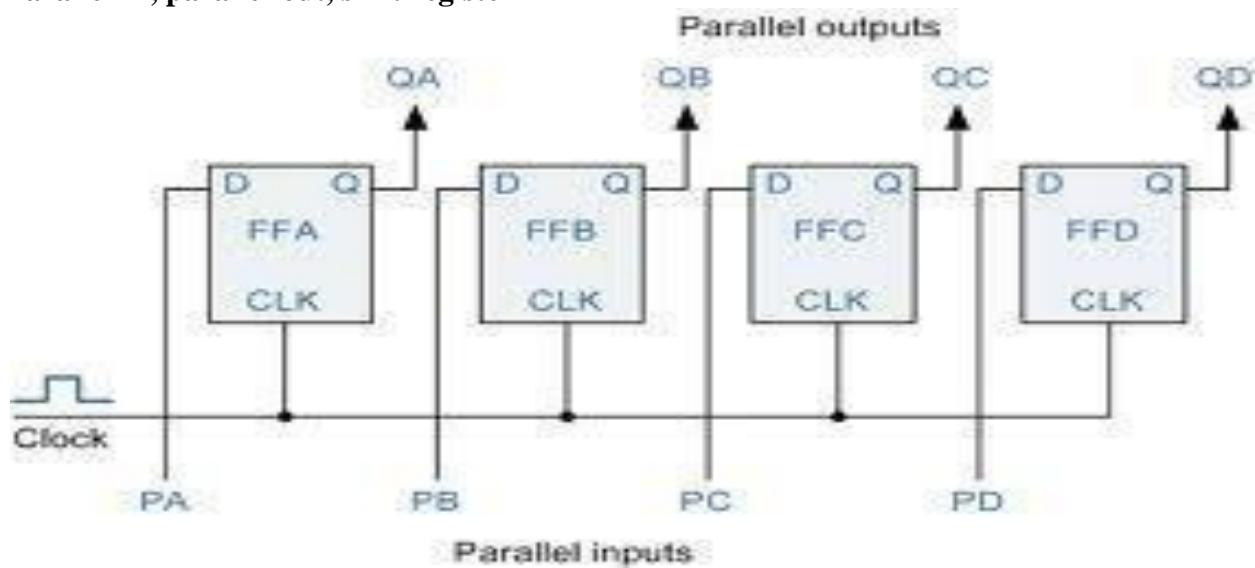 Parallel outputs
QA QB QC QD
D Q D Q D Q D Q
FFA FFB FFC FFD
CLK CLK CLK CLK
Clock
PA PB PC PD
Parallel inputs